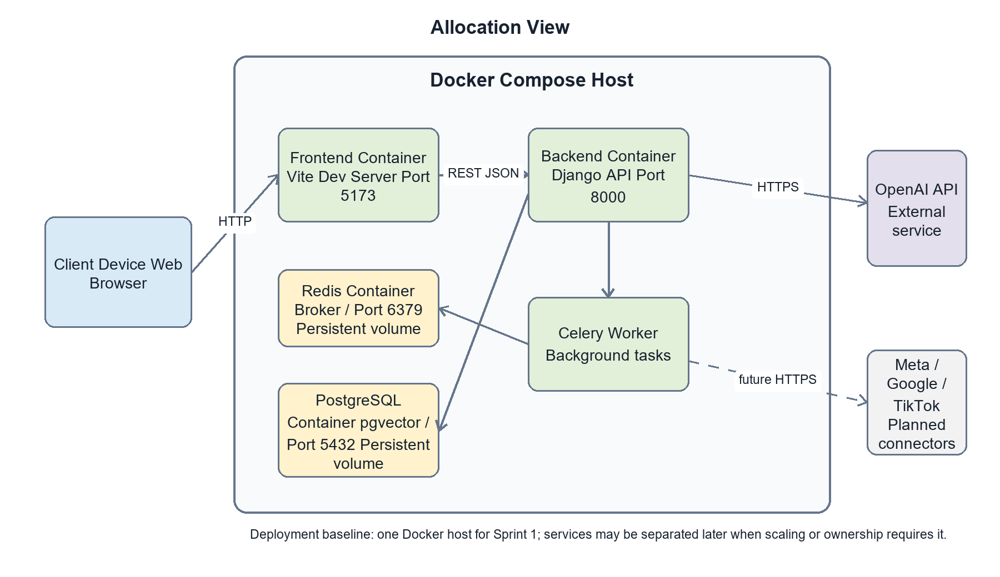 Allocation View
Docker Compose Host
Frontend Container
Vite Dev Server Port
5173
REST JSON
Backend Container
Django API Port
8000
HTTPS
OpenAI API
External
service
HTTP
Client Device Web
Browser
Redis Container
Broker / Port 6379
Persistent volume
Celery Worker
Background tasks
future HTTPS
Meta /
Google /
TikTok
Planned
connectors
PostgreSQL
Container pgvector /
Port 5432 Persistent
volume
Deployment baseline: one Docker host for Sprint 1; services may be separated later when scaling or ownership requires it.